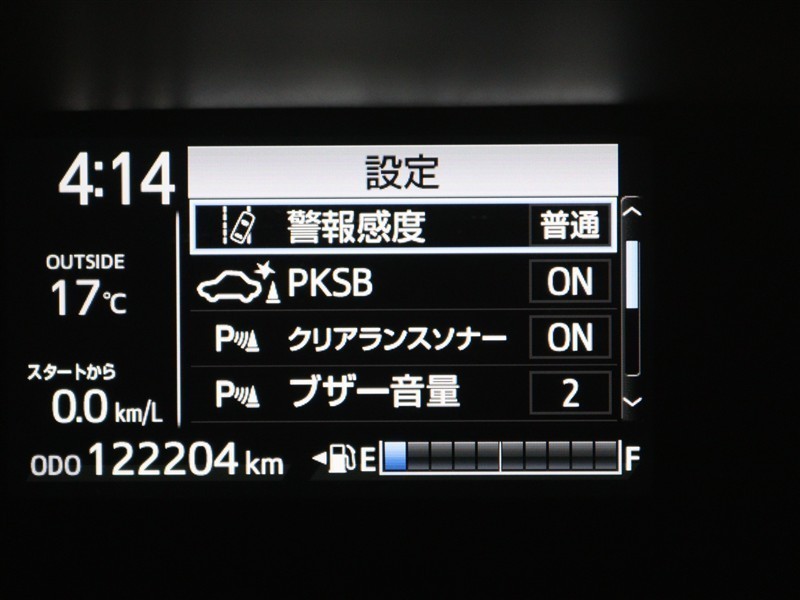 4:14
設定
警報感度 普通
OUTSIDE
17℃
PKSB ON
P クリアランスソナー ON
スタートから
0.0 km/L
P ブザー音量 2
ODO 122204 km
E F